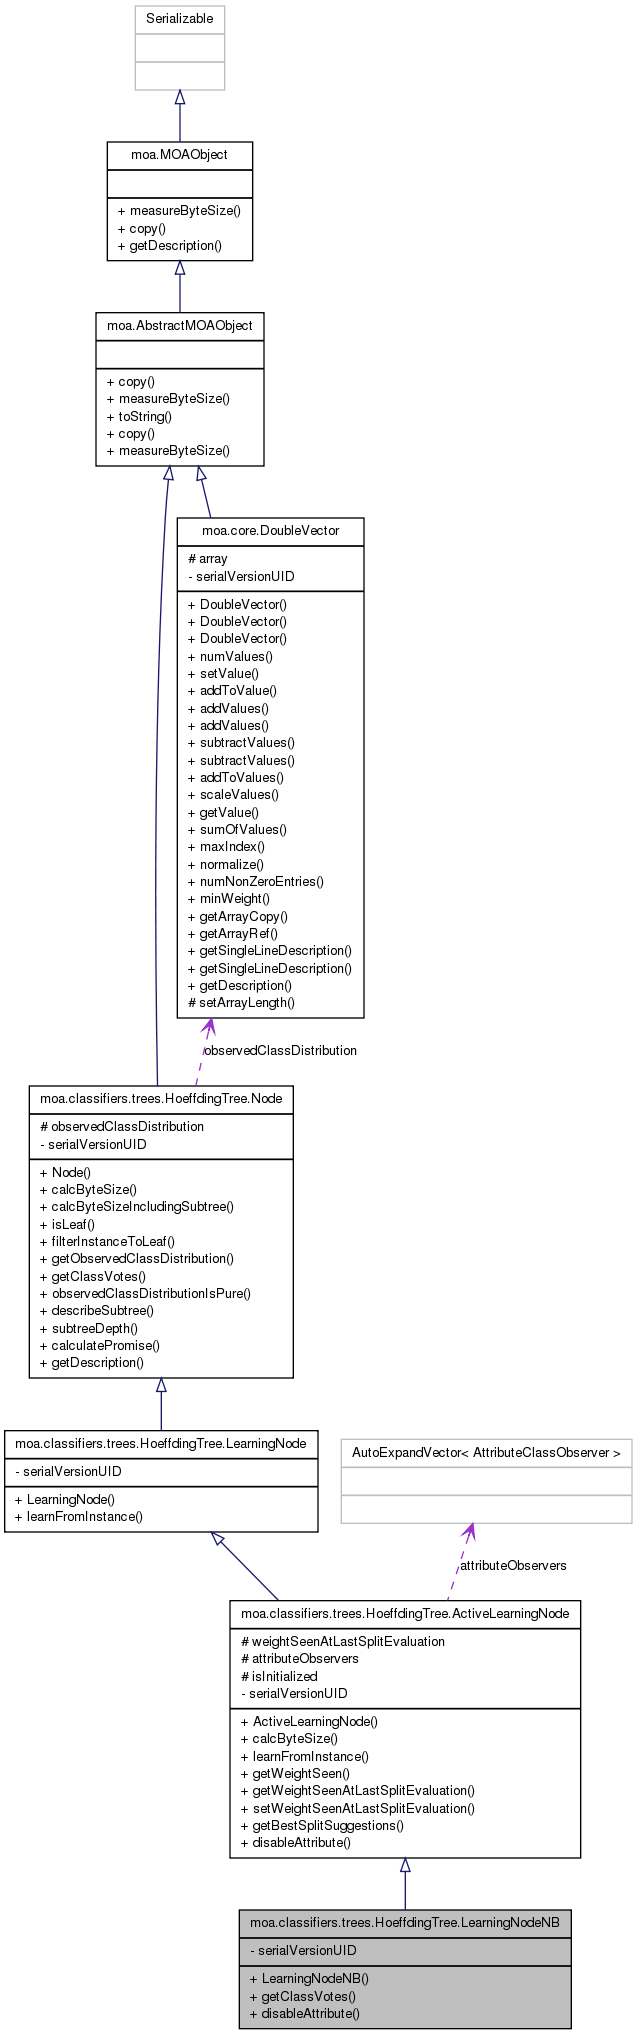 Serializable
moa.MOAObject
+ measureByteSize()
+ copy()
+ getDescription()
moa.AbstractMOAObject
+ copy()
+ measureByteSize()
+ toString()
+ copy()
+ measureByteSize()
moa.core.DoubleVector
# array
- serialVersionUID
+ DoubleVector()
+ DoubleVector()
+ DoubleVector()
+ numValues()
+ setValue()
+ addToValue()
+ addValues()
+ addValues()
+ subtractValues()
+ subtractValues()
+ addToValues()
+ scaleValues()
+ getValue()
+ sumOfValues()
+ maxIndex()
+ normalize()
+ numNonZeroEntries()
+ minWeight()
+ getArrayCopy()
+ getArrayRef()
+ getSingleLineDescription()
+ getSingleLineDescription()
+ getDescription()
# setArrayLength()
observedClassDistribution
moa.classifiers.trees.HoeffdingTree.Node
# observedClassDistribution
- serialVersionUID
+ Node()
+ calcByteSize()
+ calcByteSizeIncludingSubtree()
+ isLeaf()
+ filterInstanceToLeaf()
+ getObservedClassDistribution()
+ getClassVotes()
+ observedClassDistributionIsPure()
+ describeSubtree()
+ subtreeDepth()
+ calculatePromise()
+ getDescription()
moa.classifiers.trees.HoeffdingTree.LearningNode
- serialVersionUID
+ LearningNode()
+ learnFromInstance()
AutoExpandVector< AttributeClassObserver >
attributeObservers
moa.classifiers.trees.HoeffdingTree.ActiveLearningNode
# weightSeenAtLastSplitEvaluation
# attributeObservers
# isInitialized
- serialVersionUID
+ ActiveLearningNode()
+ calcByteSize()
+ learnFromInstance()
+ getWeightSeen()
+ getWeightSeenAtLastSplitEvaluation()
+ setWeightSeenAtLastSplitEvaluation()
+ getBestSplitSuggestions()
+ disableAttribute()
moa.classifiers.trees.HoeffdingTree.LearningNodeNB
- serialVersionUID
+ LearningNodeNB()
+ getClassVotes()
+ disableAttribute()